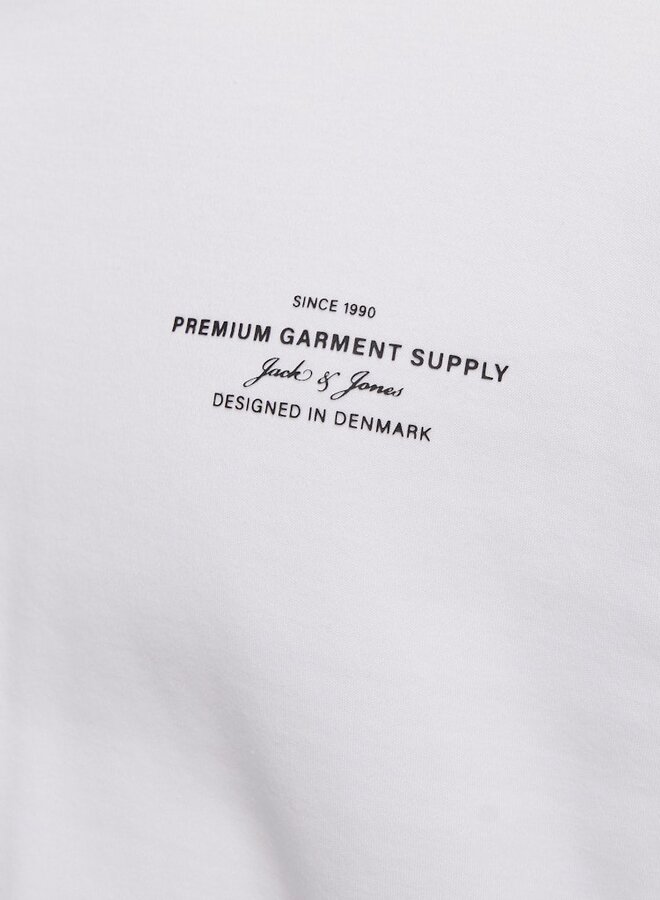 SINCE 1990
PREMIUM GARMENT SUPPLY
Jack & Jones
DESIGNED IN DENMARK